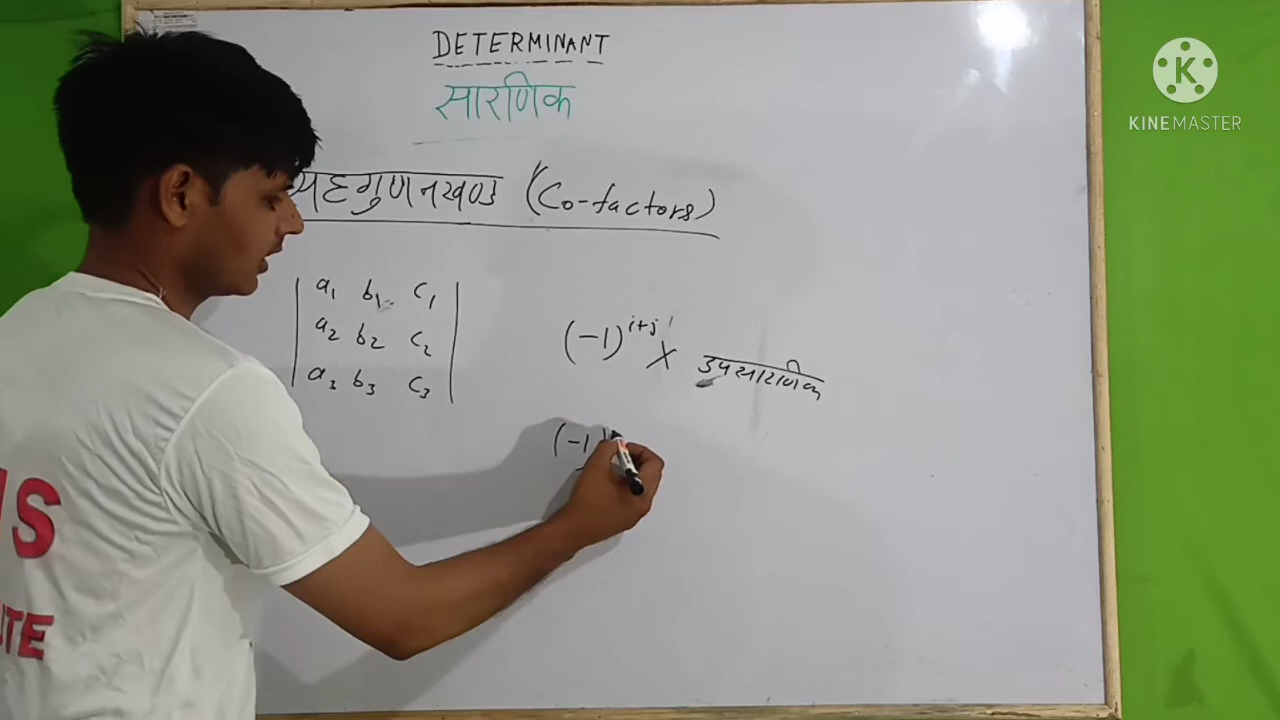 DETERMINANT
सारणिक
सहगुणनखण्ड (Co-factors)
a₁ b₁ c₁
a₂ b₂ c₂
a₃ b₃ c₃
(-1)ⁱ⁺ʲ × उपसारणिक
(-1)
KINEMASTER